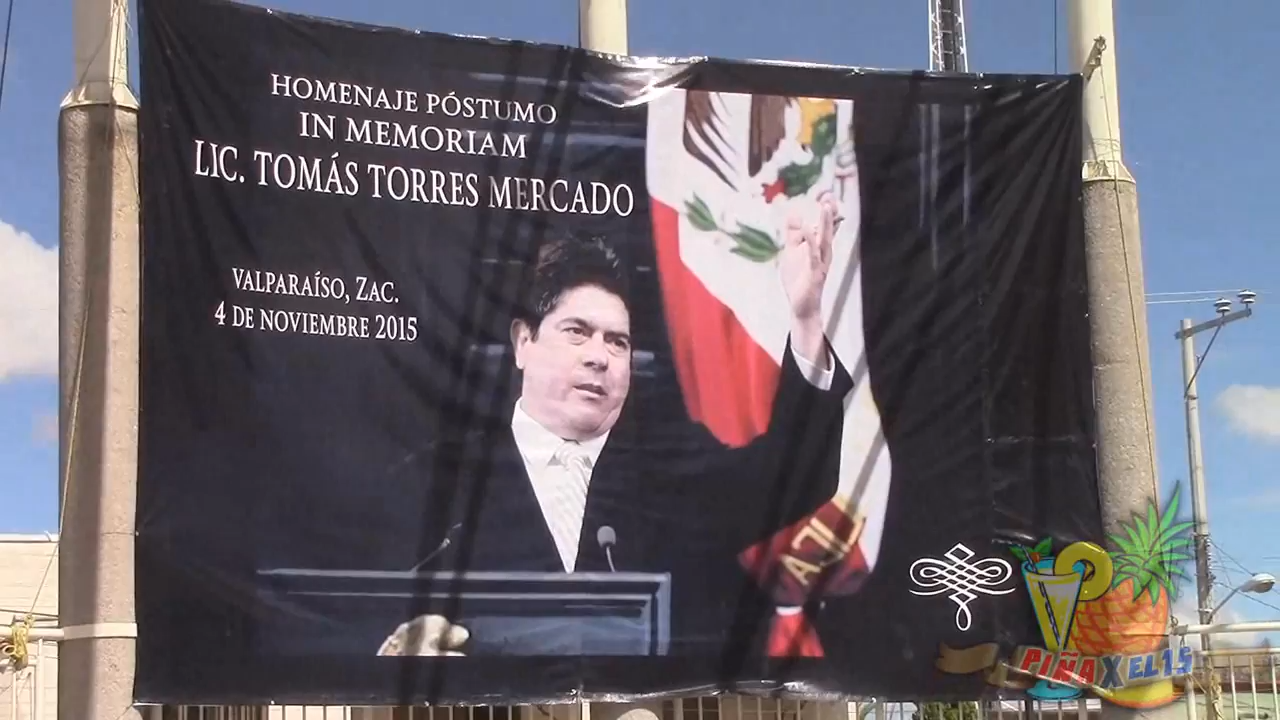 HOMENAJE PÓSTUMO
IN MEMORIAM
LIC. TOMÁS TORRES MERCADO
VALPARAÍSO, ZAC.
4 DE NOVIEMBRE 2015
PIÑA X EL 15